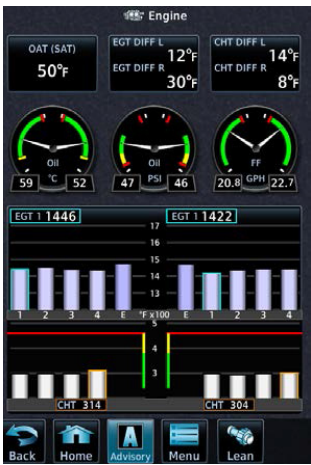 Engine
OAT (SAT)
50°F
EGT DIFF L
12°F
EGT DIFF R
30°F
CHT DIFF L
14°F
CHT DIFF R
8°F
Oil
59 °C 52
Oil
47 PSI 46
FF
20.8 GPH 22.7
EGT 1 1446
EGT 1 1422
17
16
15
14
13
1 2 3 4 E °F X100 E 1 2 3 4
5
4
3
CHT 314
CHT 304
A
Back Home Advisory Menu Lean